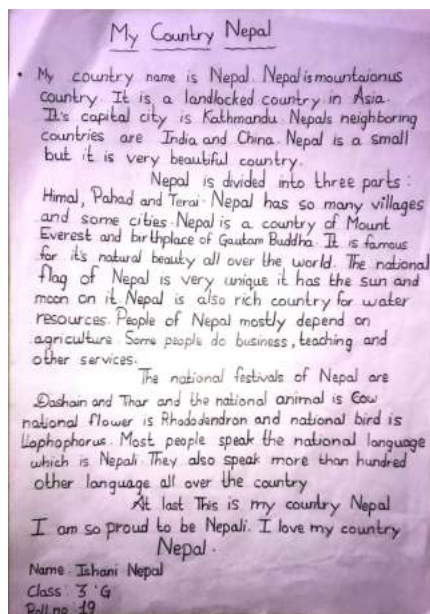 My Country Nepal
• My country name is Nepal. Nepal is mountaionus
country. It is a landlocked country in Asia.
It's capital city is Kathmandu. Nepals neighboring
countries are India and China. Nepal is a small
but it is very beautiful country.
Nepal is divided into three parts :
Himal, Pahad and Terai. Nepal has so many villages
and some cities. Nepal is a country of Mount
Everest and birthplace of Gautam Buddha. It is famous
for it's natural beauty all over the world. The national
flag of Nepal is very unique it has the sun and
moon on it. Nepal is also rich country for water
resources. People of Nepal mostly depend on
agriculture. Some people do business, teaching and
other services.
The national festivals of Nepal are
Dashain and Thar and the national animal is Cow
national flower is Rhododendron and national bird is
Lophophorus. Most people speak the national language
which is Nepali. They also speak more than hundred
other language all over the country
At last This is my country Nepal
I am so proud to be Nepali. I love my country
Nepal.
Name - Ishani Nepal
Class : 3 'G'
Roll no : 19